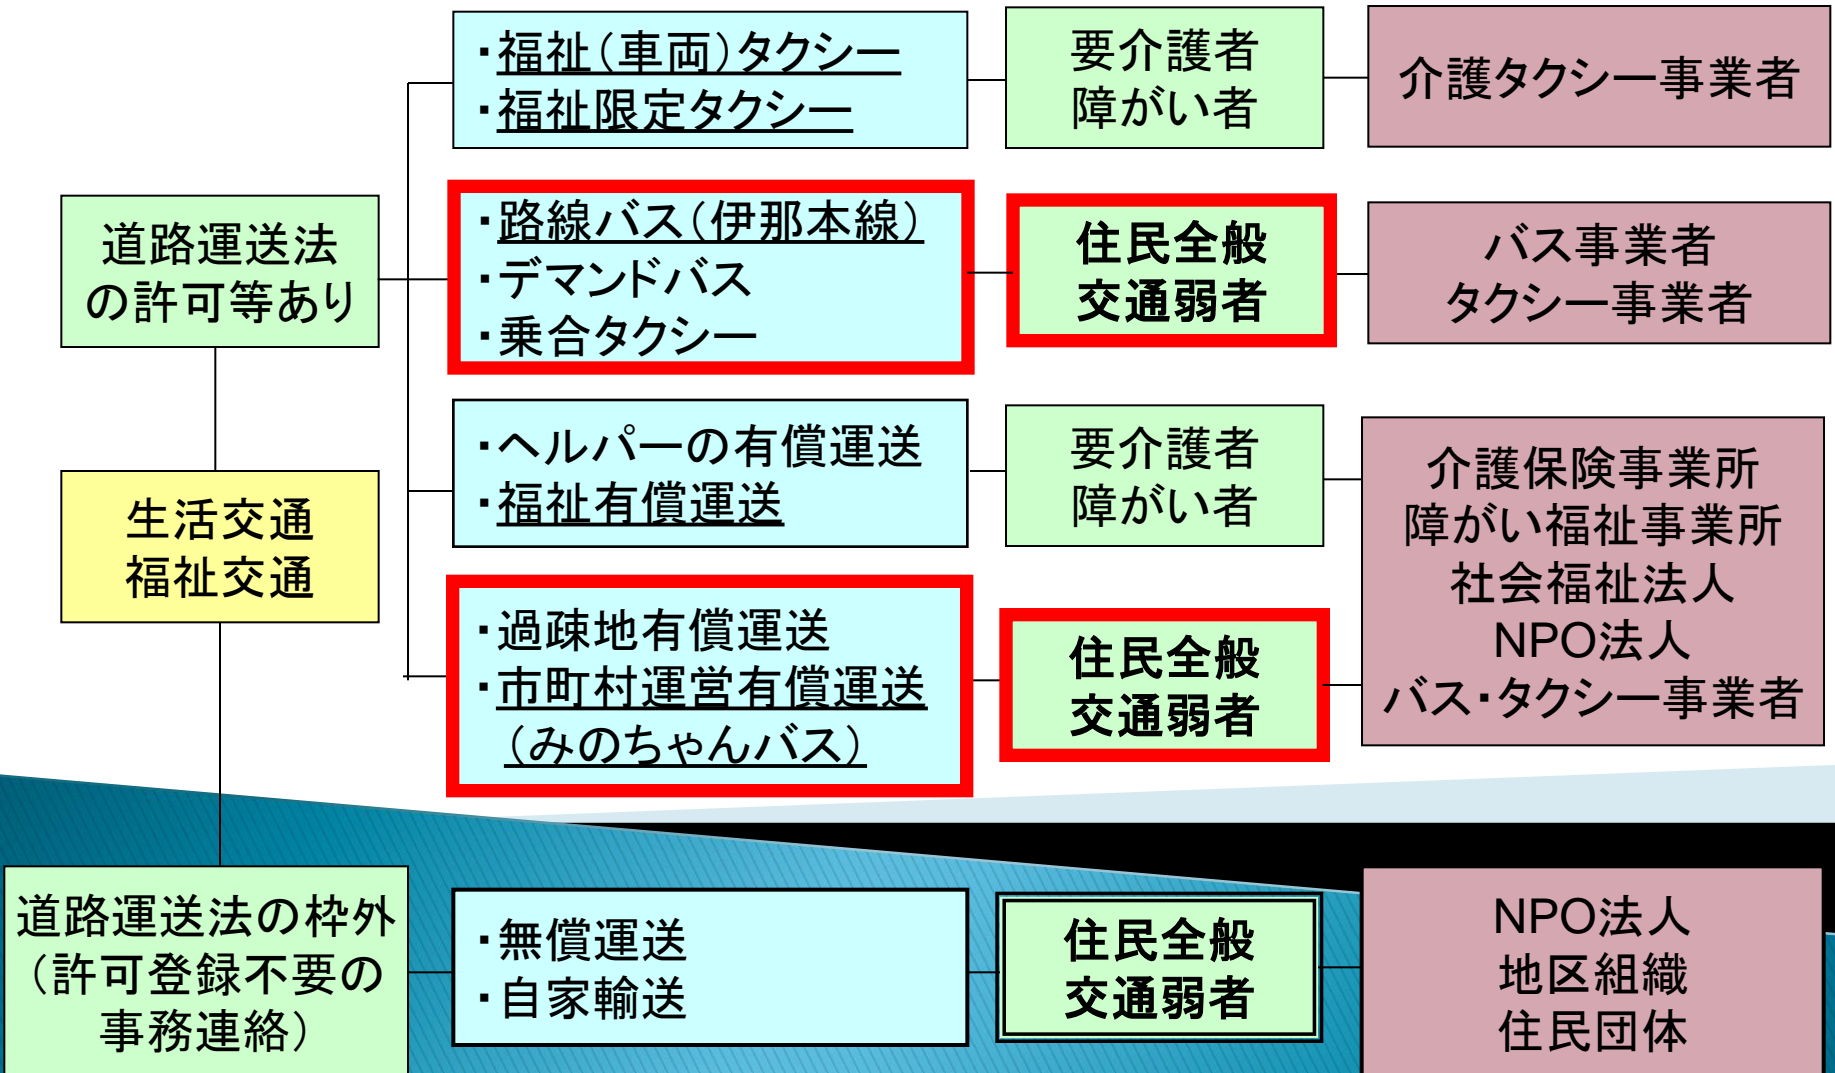 ・福祉(車両)タクシー
・福祉限定タクシー
要介護者
障がい者
介護タクシー事業者
道路運送法
の許可等あり
・路線バス(伊那本線)
・デマンドバス
・乗合タクシー
住民全般
交通弱者
バス事業者
タクシー事業者
・ヘルパーの有償運送
・福祉有償運送
要介護者
障がい者
介護保険事業所
障がい福祉事業所
社会福祉法人
NPO法人
バス・タクシー事業者
生活交通
福祉交通
・過疎地有償運送
・市町村運営有償運送
(みのちゃんバス)
住民全般
交通弱者
道路運送法の枠外
(許可登録不要の
事務連絡)
・無償運送
・自家輸送
住民全般
交通弱者
NPO法人
地区組織
住民団体